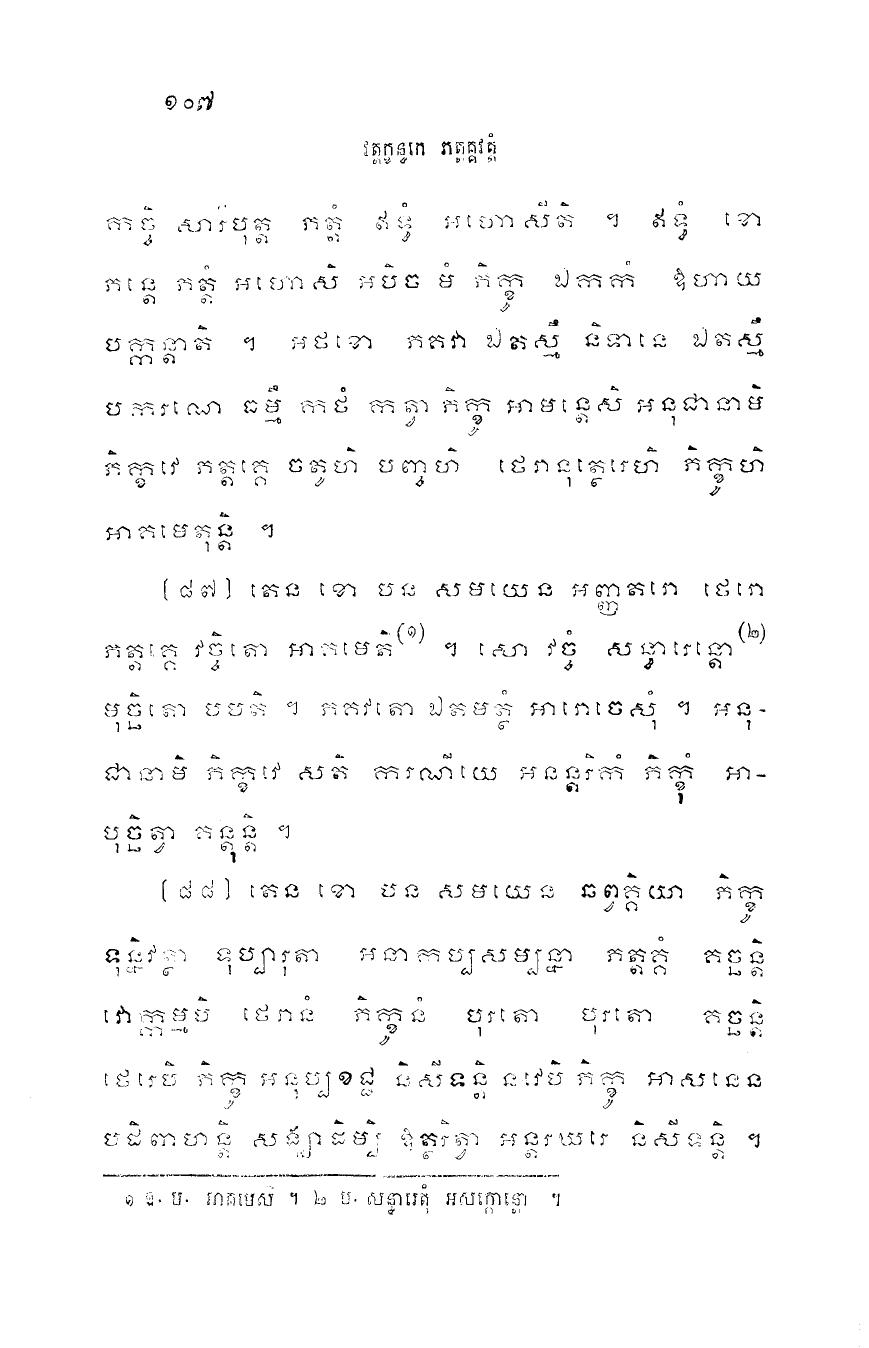 ១០៧
វត្តក្ខន្ធកេ ភត្តគ្គវត្តំ
កច្ចិ សារីបុត្ត ភត្តំ ឥទ្ធំ អហោសីតិ ។ ឥទ្ធំ ខោ
ភន្តេ ភត្តំ អហោសិ អបិច មំ ភិក្ខូ ឯកកំ ឱហាយ
បក្កន្តាតិ ។ អថខោ ភគវា ឯតស្មឹ និទានេ ឯតស្មឹ
បករណេ ធម្មឹ កថំ កត្វា ភិក្ខូ អាមន្តេសិ អនុជានាមិ
ភិក្ខវេ ភត្តគ្គេ ចតូហិ បញ្ចហិ ថេរានុត្ថេរេហិ ភិក្ខូហិ
អាគមេតុន្តិ ។
(៨៧) តេន ខោ បន សមយេន អញ្ញតរោ ថេរោ
ភត្តគ្គេ វច្ចិតោ អាគមេតិ(១) ។ សោ វច្ចំ សន្ធារេន្តោ(២)
មុច្ឆិតោ បបតិ ។ ភគវតោ ឯតមត្ថំ អារោចេសុំ ។ អនុ-
ជានាមិ ភិក្ខវេ សតិ ករណីយេ អនន្តរិកំ ភិក្ខុំ អា-
បុច្ឆិត្វា គន្តុន្តិ ។
(៨៨) តេន ខោ បន សមយេន ឆព្វគ្គិយា ភិក្ខូ
ទុន្និវត្ថា ទុប្បារុតា អនាកប្បសម្បន្នា ភត្តគ្គំ គច្ឆន្តិ
វោក្កម្មបិ ថេរានំ ភិក្ខូនំ បុរតោ បុរតោ គច្ឆន្តិ
ថេរេបិ ភិក្ខូ អនុប្បខជ្ជ និសីទន្តិ នវេបិ ភិក្ខូ អាសនេន
បដិពាហន្តិ សង្ឃាដិម្បិ ឱត្ថរិត្វា អន្តរឃរេ និសីទន្តិ ។
១ ឱ. ប. អាគមេសិ ។ ២ ប. សន្ធារេតុំ អសក្កោន្តោ ។